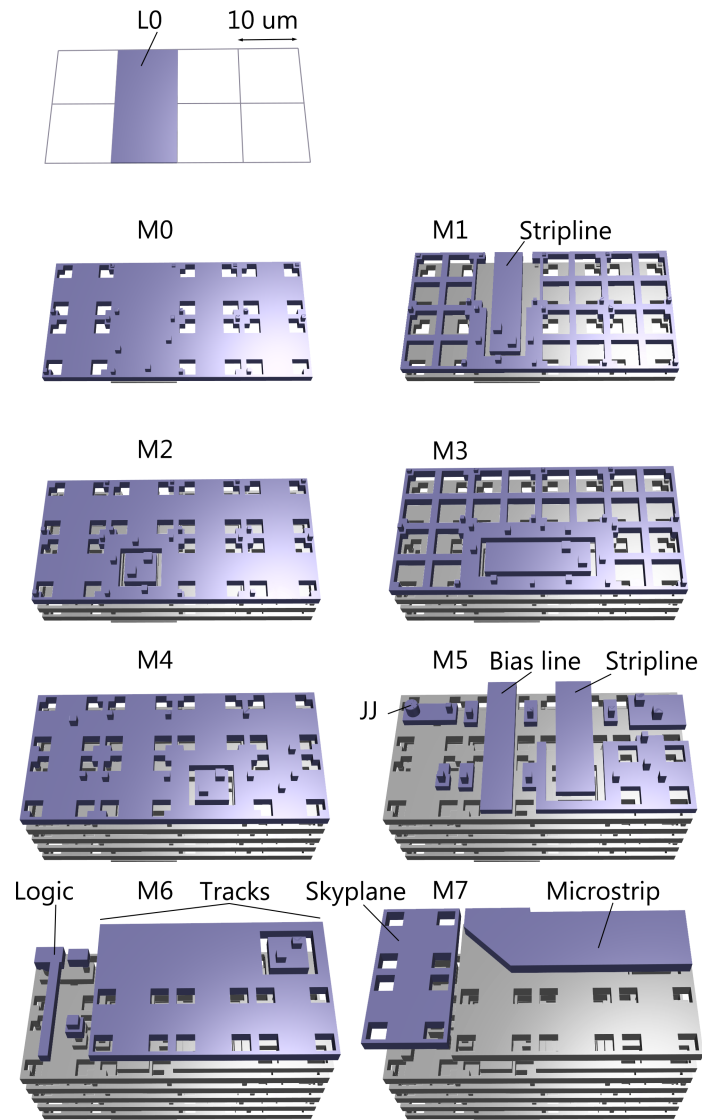 L0 10 um
M0
M1 Stripline
M2
M3
M4
M5 Bias line Stripline
JJ
Logic M6 Tracks Skyplane M7 Microstrip